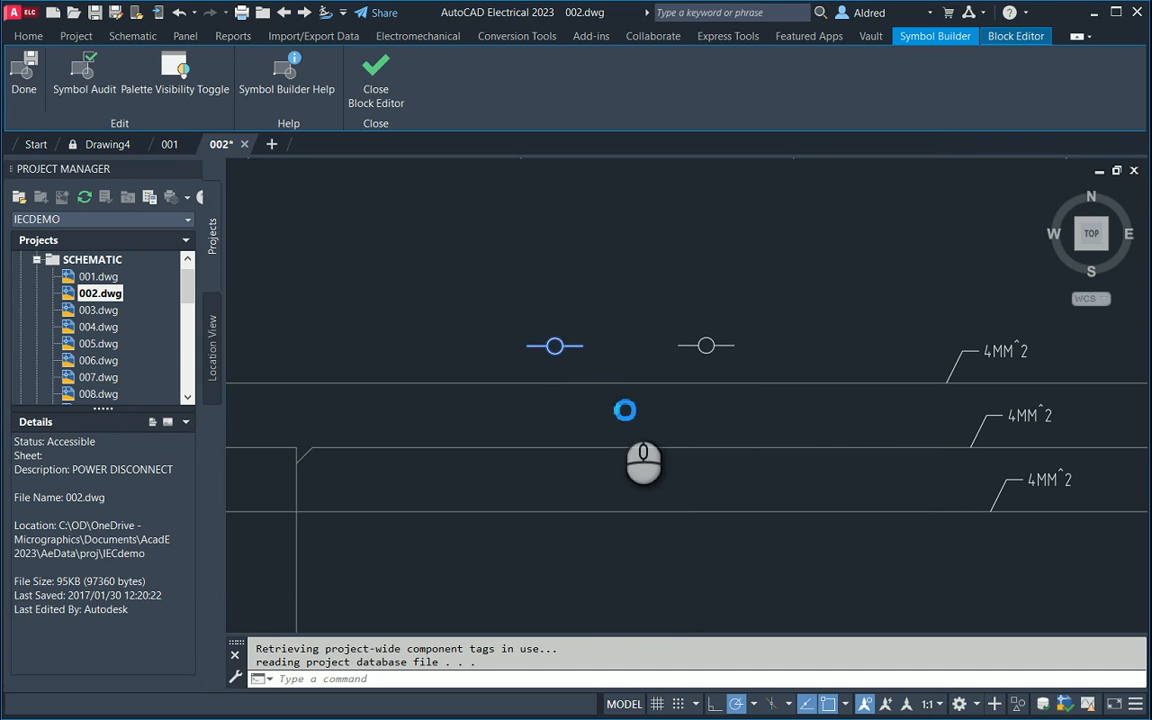 A ELC Share AutoCAD Electrical 2023 002.dwg Type a keyword or phrase Aldred
Home Project Schematic Panel Reports Import/Export Data Electromechanical Conversion Tools Add-ins Collaborate Express Tools Featured Apps Vault Symbol Builder Block Editor
Done Symbol Audit Palette Visibility Toggle Symbol Builder Help Close
Block Editor
Edit Help Close
Start Drawing4 001 002*
PROJECT MANAGER
IECDEMO
Projects
SCHEMATIC
001.dwg
002.dwg
003.dwg
004.dwg
005.dwg
006.dwg
007.dwg
008.dwg
Projects
Location View
Details
Status: Accessible
Sheet:
Description: POWER DISCONNECT
File Name: 002.dwg
Location: C:\OD\OneDrive -
Micrographics\Documents\AcadE
2023\AeData\proj\IECdemo
File Size: 95KB (97360 bytes)
Last Saved: 2017/01/30 12:20:22
Last Edited By: Autodesk
N
W TOP E
S
WCS
4MM^2
4MM^2
4MM^2
0
Retrieving project-wide component tags in use...
reading project database file . . .
Type a command
MODEL 1:1